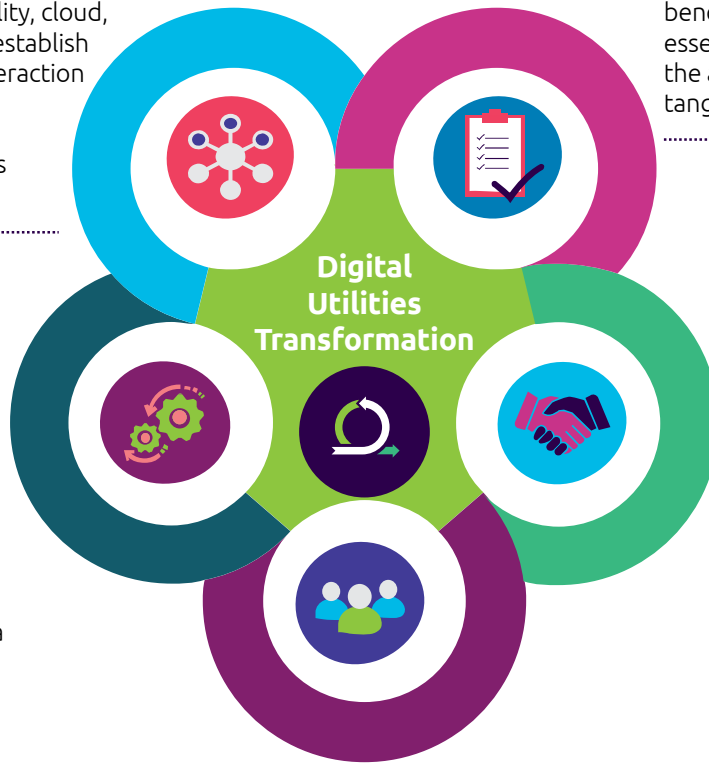 lity, cloud,
establish
eraction
s
a
bene
esse
the a
tang
Digital
Utilities
Transformation